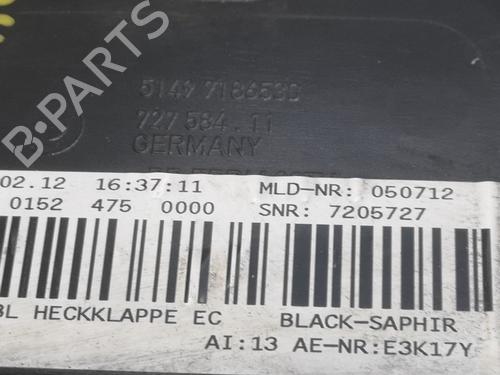 B-PARTS
5149 7186530
727 584.11
GERMANY
02.12 16:37:11 MLD-NR: 050712
0152 475 0000 SNR: 7205727
BL HECKKLAPPE EC BLACK-SAPHIR
AI:13 AE-NR:E3K17Y